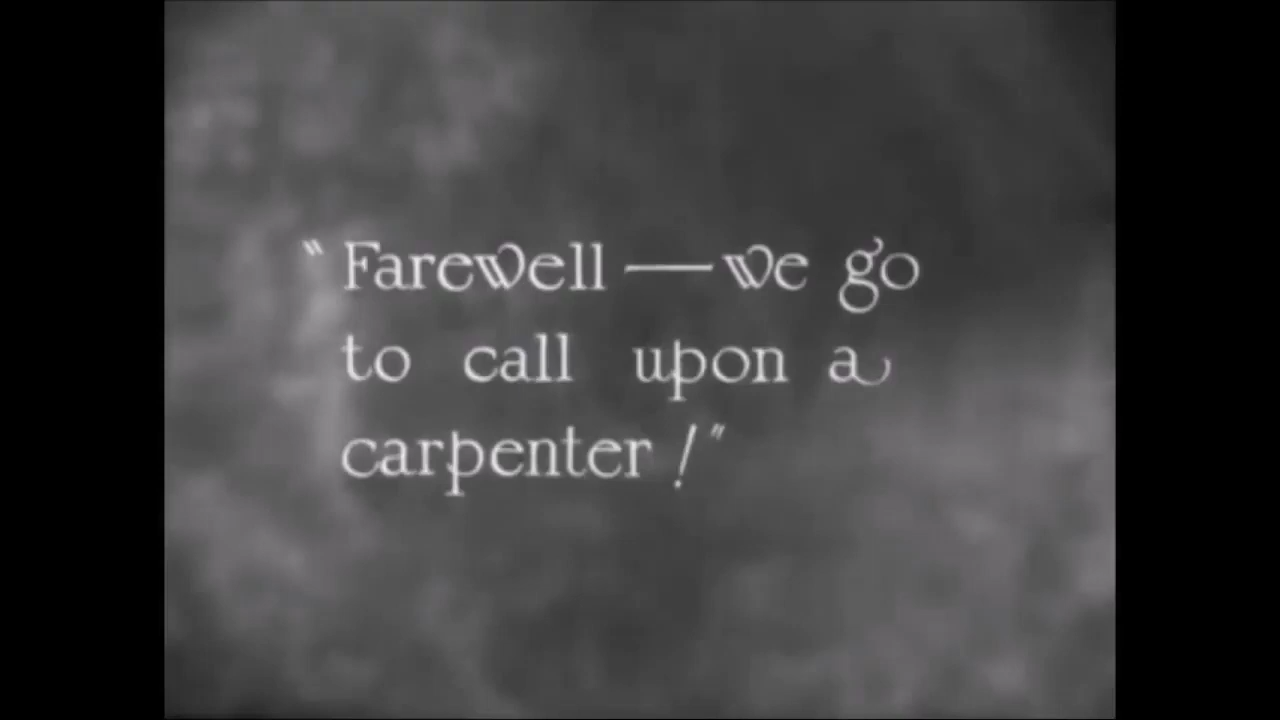 "Farewell — we go
to call upon a
carpenter!"